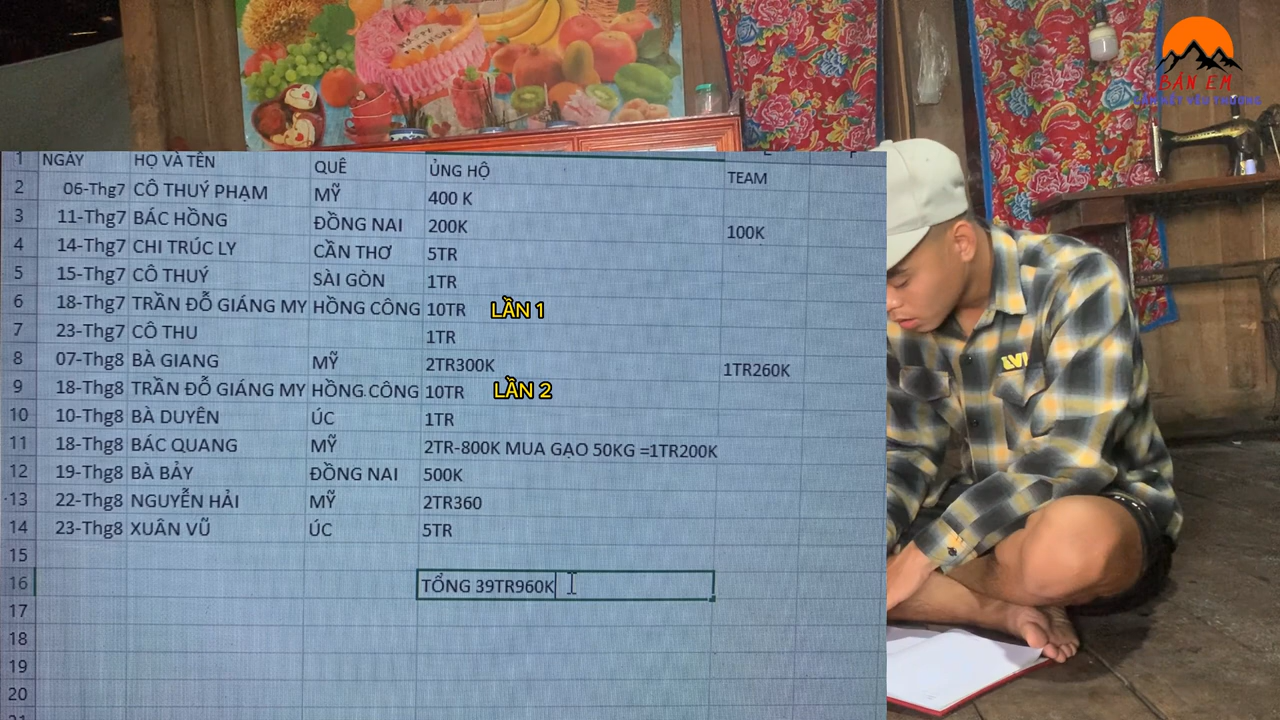 BẢN EM
1 NGÀY HỌ VÀ TÊN QUÊ ỦNG HỘ TEAM
2 06-Thg7 CÔ THUÝ PHẠM MỸ 400 K
3 11-Thg7 BÁC HỒNG ĐỒNG NAI 200K 100K
4 14-Thg7 CHI TRÚC LY CẦN THƠ 5TR
5 15-Thg7 CÔ THUÝ SÀI GÒN 1TR
6 18-Thg7 TRẦN ĐỖ GIÁNG MY HỒNG CÔNG 10TR LẦN 1
7 23-Thg7 CÔ THU 1TR
8 07-Thg8 BÀ GIANG MỸ 2TR300K 1TR260K
9 18-Thg8 TRẦN ĐỖ GIÁNG MY HỒNG CÔNG 10TR LẦN 2
10 10-Thg8 BÀ DUYÊN ÚC 1TR
11 18-Thg8 BÁC QUANG MỸ 2TR-800K MUA GẠO 50KG =1TR200K
12 19-Thg8 BÀ BẢY ĐỒNG NAI 500K
13 22-Thg8 NGUYỄN HẢI MỸ 2TR360
14 23-Thg8 XUÂN VŨ ÚC 5TR
15
16 TỔNG 39TR960K
17
18
19
20